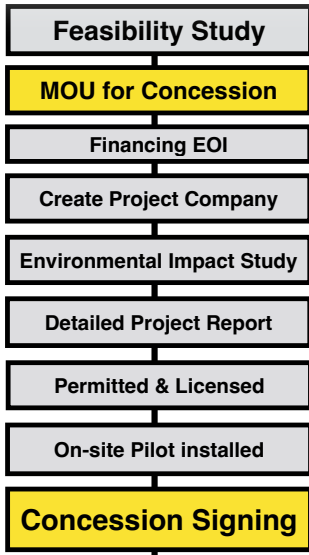 Feasibility Study
MOU for Concession
Financing EOI
Create Project Company
Environmental Impact Study
Detailed Project Report
Permitted & Licensed
On-site Pilot installed
Concession Signing